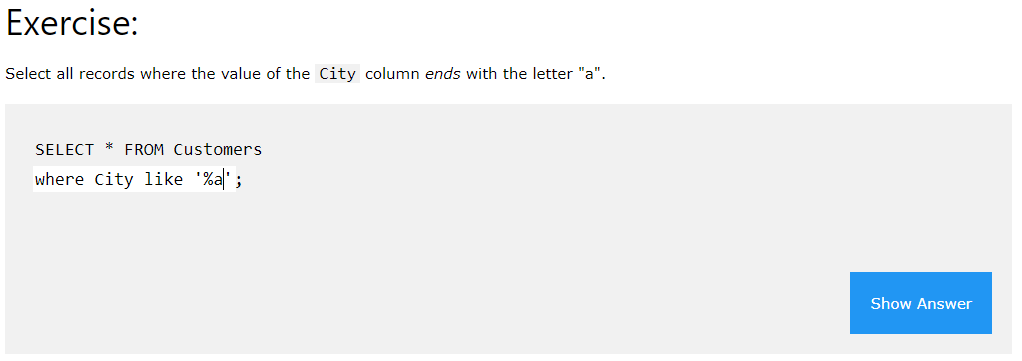 Exercise:
Select all records where the value of the City column ends with the letter "a".
SELECT * FROM Customers
where City like '%a';
Show Answer